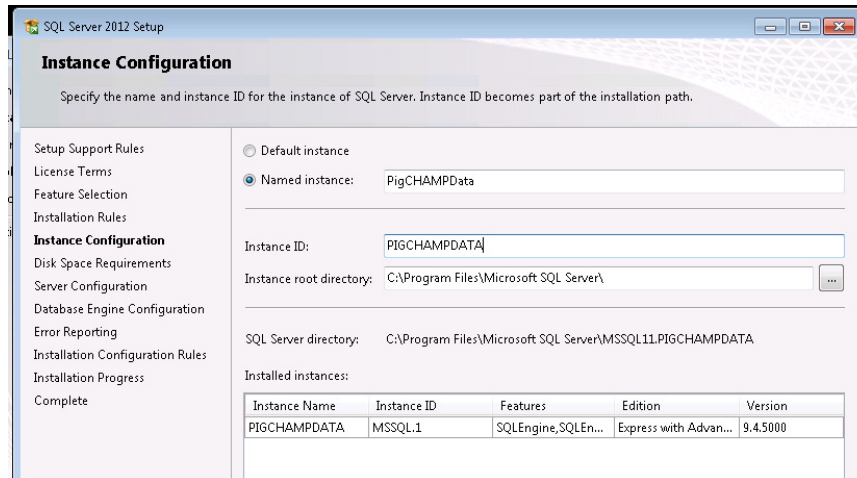 SQL Server 2012 Setup
Instance Configuration
Specify the name and instance ID for the instance of SQL Server. Instance ID becomes part of the installation path.
Setup Support Rules
License Terms
Feature Selection
Installation Rules
Instance Configuration
Disk Space Requirements
Server Configuration
Database Engine Configuration
Error Reporting
Installation Configuration Rules
Installation Progress
Complete
Default instance
Named instance: PigCHAMPData
Instance ID: PIGCHAMPDATA
Instance root directory: C:\Program Files\Microsoft SQL Server\ ...
SQL Server directory: C:\Program Files\Microsoft SQL Server\MSSQL11.PIGCHAMPDATA
Installed instances:
Instance Name Instance ID Features Edition Version
PIGCHAMPDATA MSSQL.1 SQLEngine,SQLEn... Express with Advan... 9.4.5000